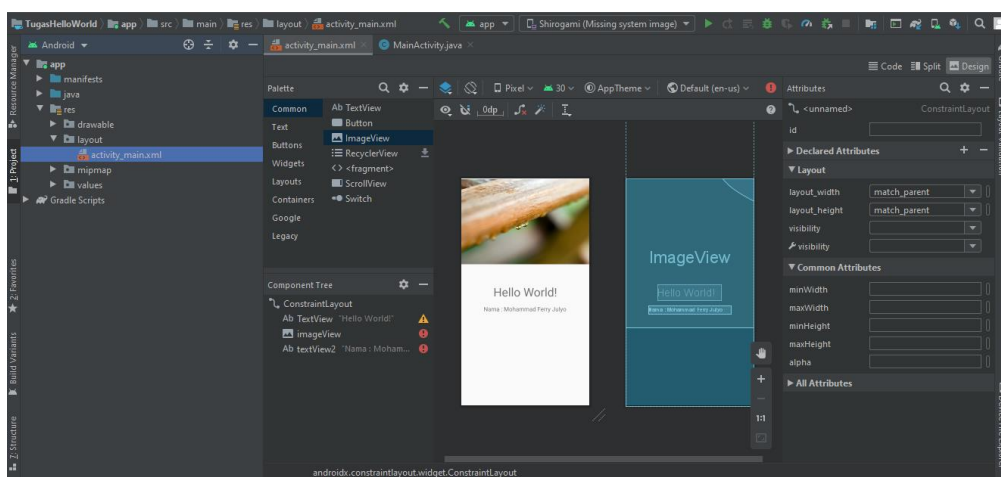 TugasHelloWorld app src main res layout activity_main.xml app Shirogami (Missing system image)
Android activity_main.xml MainActivity.java
Resource Manager
1: Project
2: Favorites
Build Variants
Z: Structure
app
manifests
java
res
drawable
layout
activity_main.xml
mipmap
values
Gradle Scripts
Code Split Design
Palette
Common
Text
Buttons
Widgets
Layouts
Containers
Google
Legacy
Ab TextView
Button
ImageView
RecyclerView
<fragment>
ScrollView
Switch
Component Tree
ConstraintLayout
Ab TextView "Hello World!"
imageView
Ab textView2 "Nama : Moham...
Pixel 30 AppTheme Default (en-us)
0dp
Hello World!
Nama : Mohammad Ferry Julyo
ImageView
Hello World!
Nama : Mohammad Ferry Julyo
1:1
Attributes
<unnamed> ConstraintLayout
id
Declared Attributes
Layout
layout_width match_parent
layout_height match_parent
visibility
visibility
Common Attributes
minWidth
maxWidth
minHeight
maxHeight
alpha
All Attributes
androidx.constraintlayout.widget.ConstraintLayout